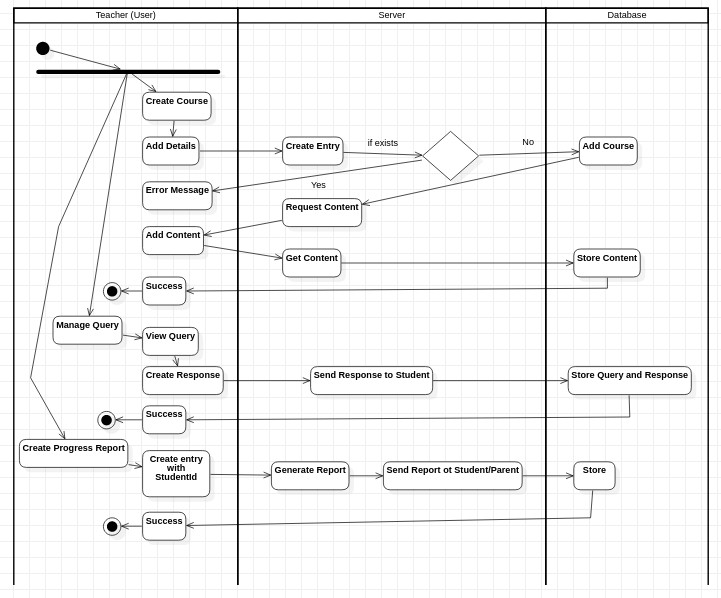 Teacher (User)
Server
Database
Create Course
if exists
No
Add Details
Create Entry
Add Course
Error Message
Yes
Request Content
Add Content
Get Content
Store Content
Success
Manage Query
View Query
Create Response
Send Response to Student
Store Query and Response
Success
Create Progress Report
Create entry
with
StudentId
Generate Report
Send Report ot Student/Parent
Store
Success